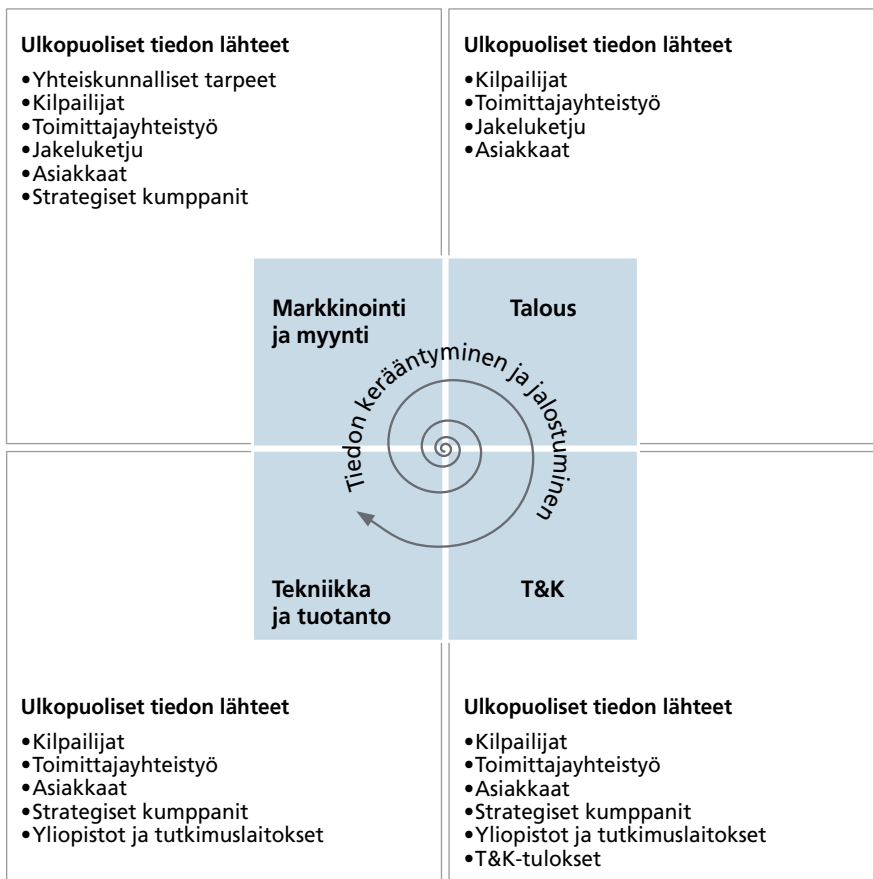 Ulkopuoliset tiedon lähteet
•Yhteiskunnalliset tarpeet
•Kilpailijat
•Toimittajayhteistyö
•Jakeluketju
•Asiakkaat
•Strategiset kumppanit
Ulkopuoliset tiedon lähteet
•Kilpailijat
•Toimittajayhteistyö
•Jakeluketju
•Asiakkaat
Markkinointi
ja myynti
Talous
Tiedon kerääntyminen ja jalostuminen
Tekniikka
ja tuotanto
T&K
Ulkopuoliset tiedon lähteet
•Kilpailijat
•Toimittajayhteistyö
•Asiakkaat
•Strategiset kumppanit
•Yliopistot ja tutkimuslaitokset
Ulkopuoliset tiedon lähteet
•Kilpailijat
•Toimittajayhteistyö
•Asiakkaat
•Strategiset kumppanit
•Yliopistot ja tutkimuslaitokset
•T&K-tulokset